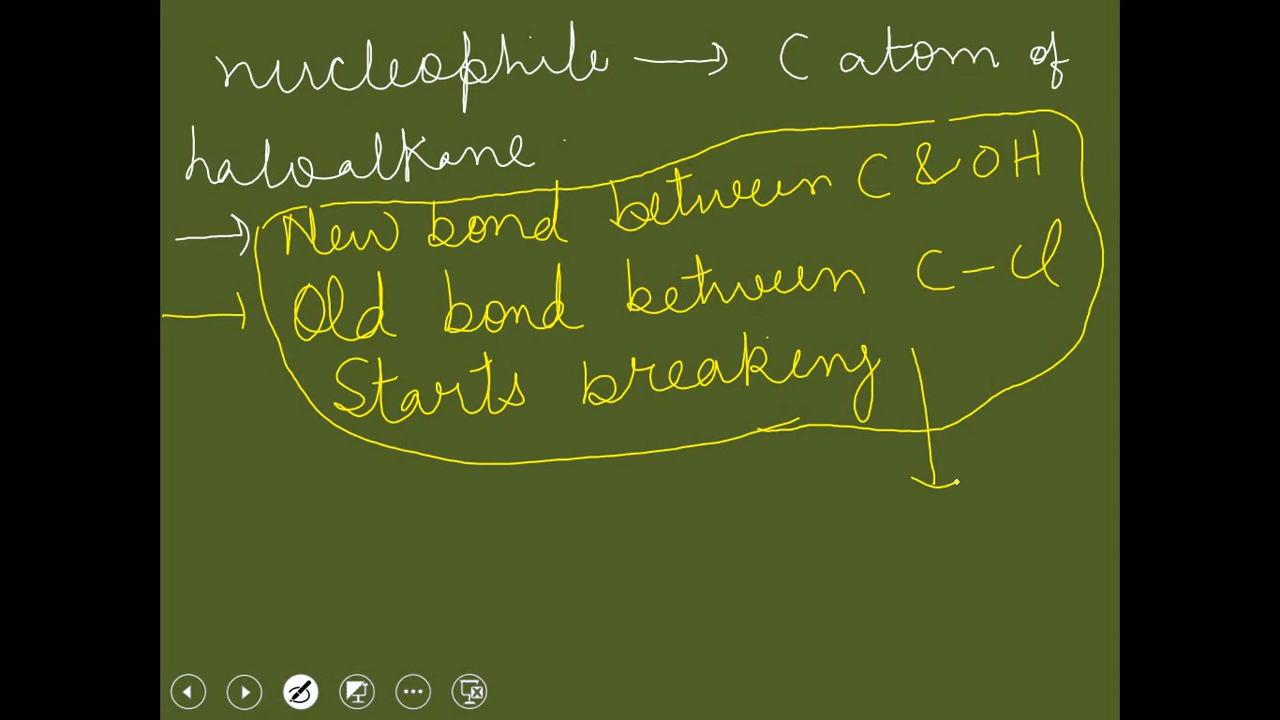 nucleophile → C atom of
haloalkane
→ New bond between C & OH
→ Old bond between C - Cl
Starts breaking